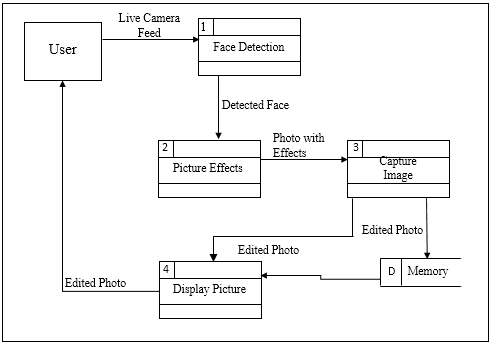 Live Camera
Feed
User
1
Face Detection
Detected Face
2
Picture Effects
Photo with
Effects
3
Capture
Image
Edited Photo
Edited Photo
4
Display Picture
D
Memory
Edited Photo